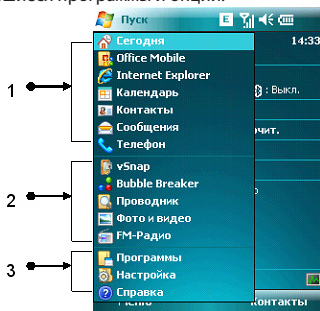 Пуск E
Сегодня 14:33
Office Mobile
Internet Explorer
Календарь : Выкл.
1 Контакты
Сообщения
Телефон
vSnap
Bubble Breaker
2 Проводник
Фото и видео
FM-Радио
Программы
3 Настройка
Справка